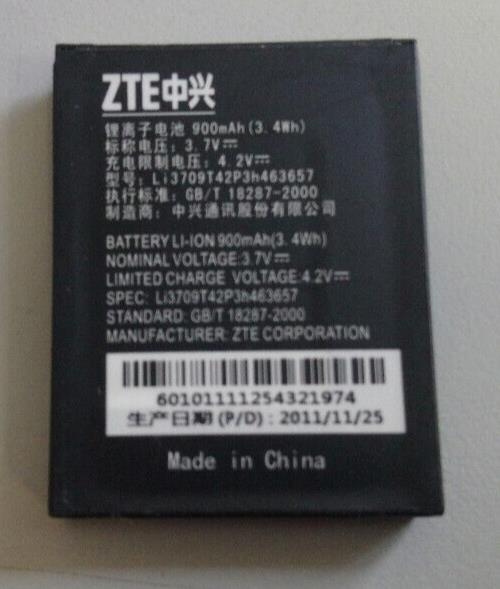 ZTE中兴
锂离子电池 900mAh(3.4Wh)
标称电压: 3.7V⎓
充电限制电压: 4.2V⎓
型号: Li3709T42P3h463657
执行标准: GB/T 18287-2000
制造商: 中兴通讯股份有限公司
BATTERY LI-ION 900mAh(3.4Wh)
NOMINAL VOLTAGE:3.7V⎓
LIMITED CHARGE VOLTAGE:4.2V⎓
SPEC: Li3709T42P3h463657
STANDARD: GB/T 18287-2000
MANUFACTURER: ZTE CORPORATION
60101111254321974
生产日期 (P/D) : 2011/11/25
Made in China